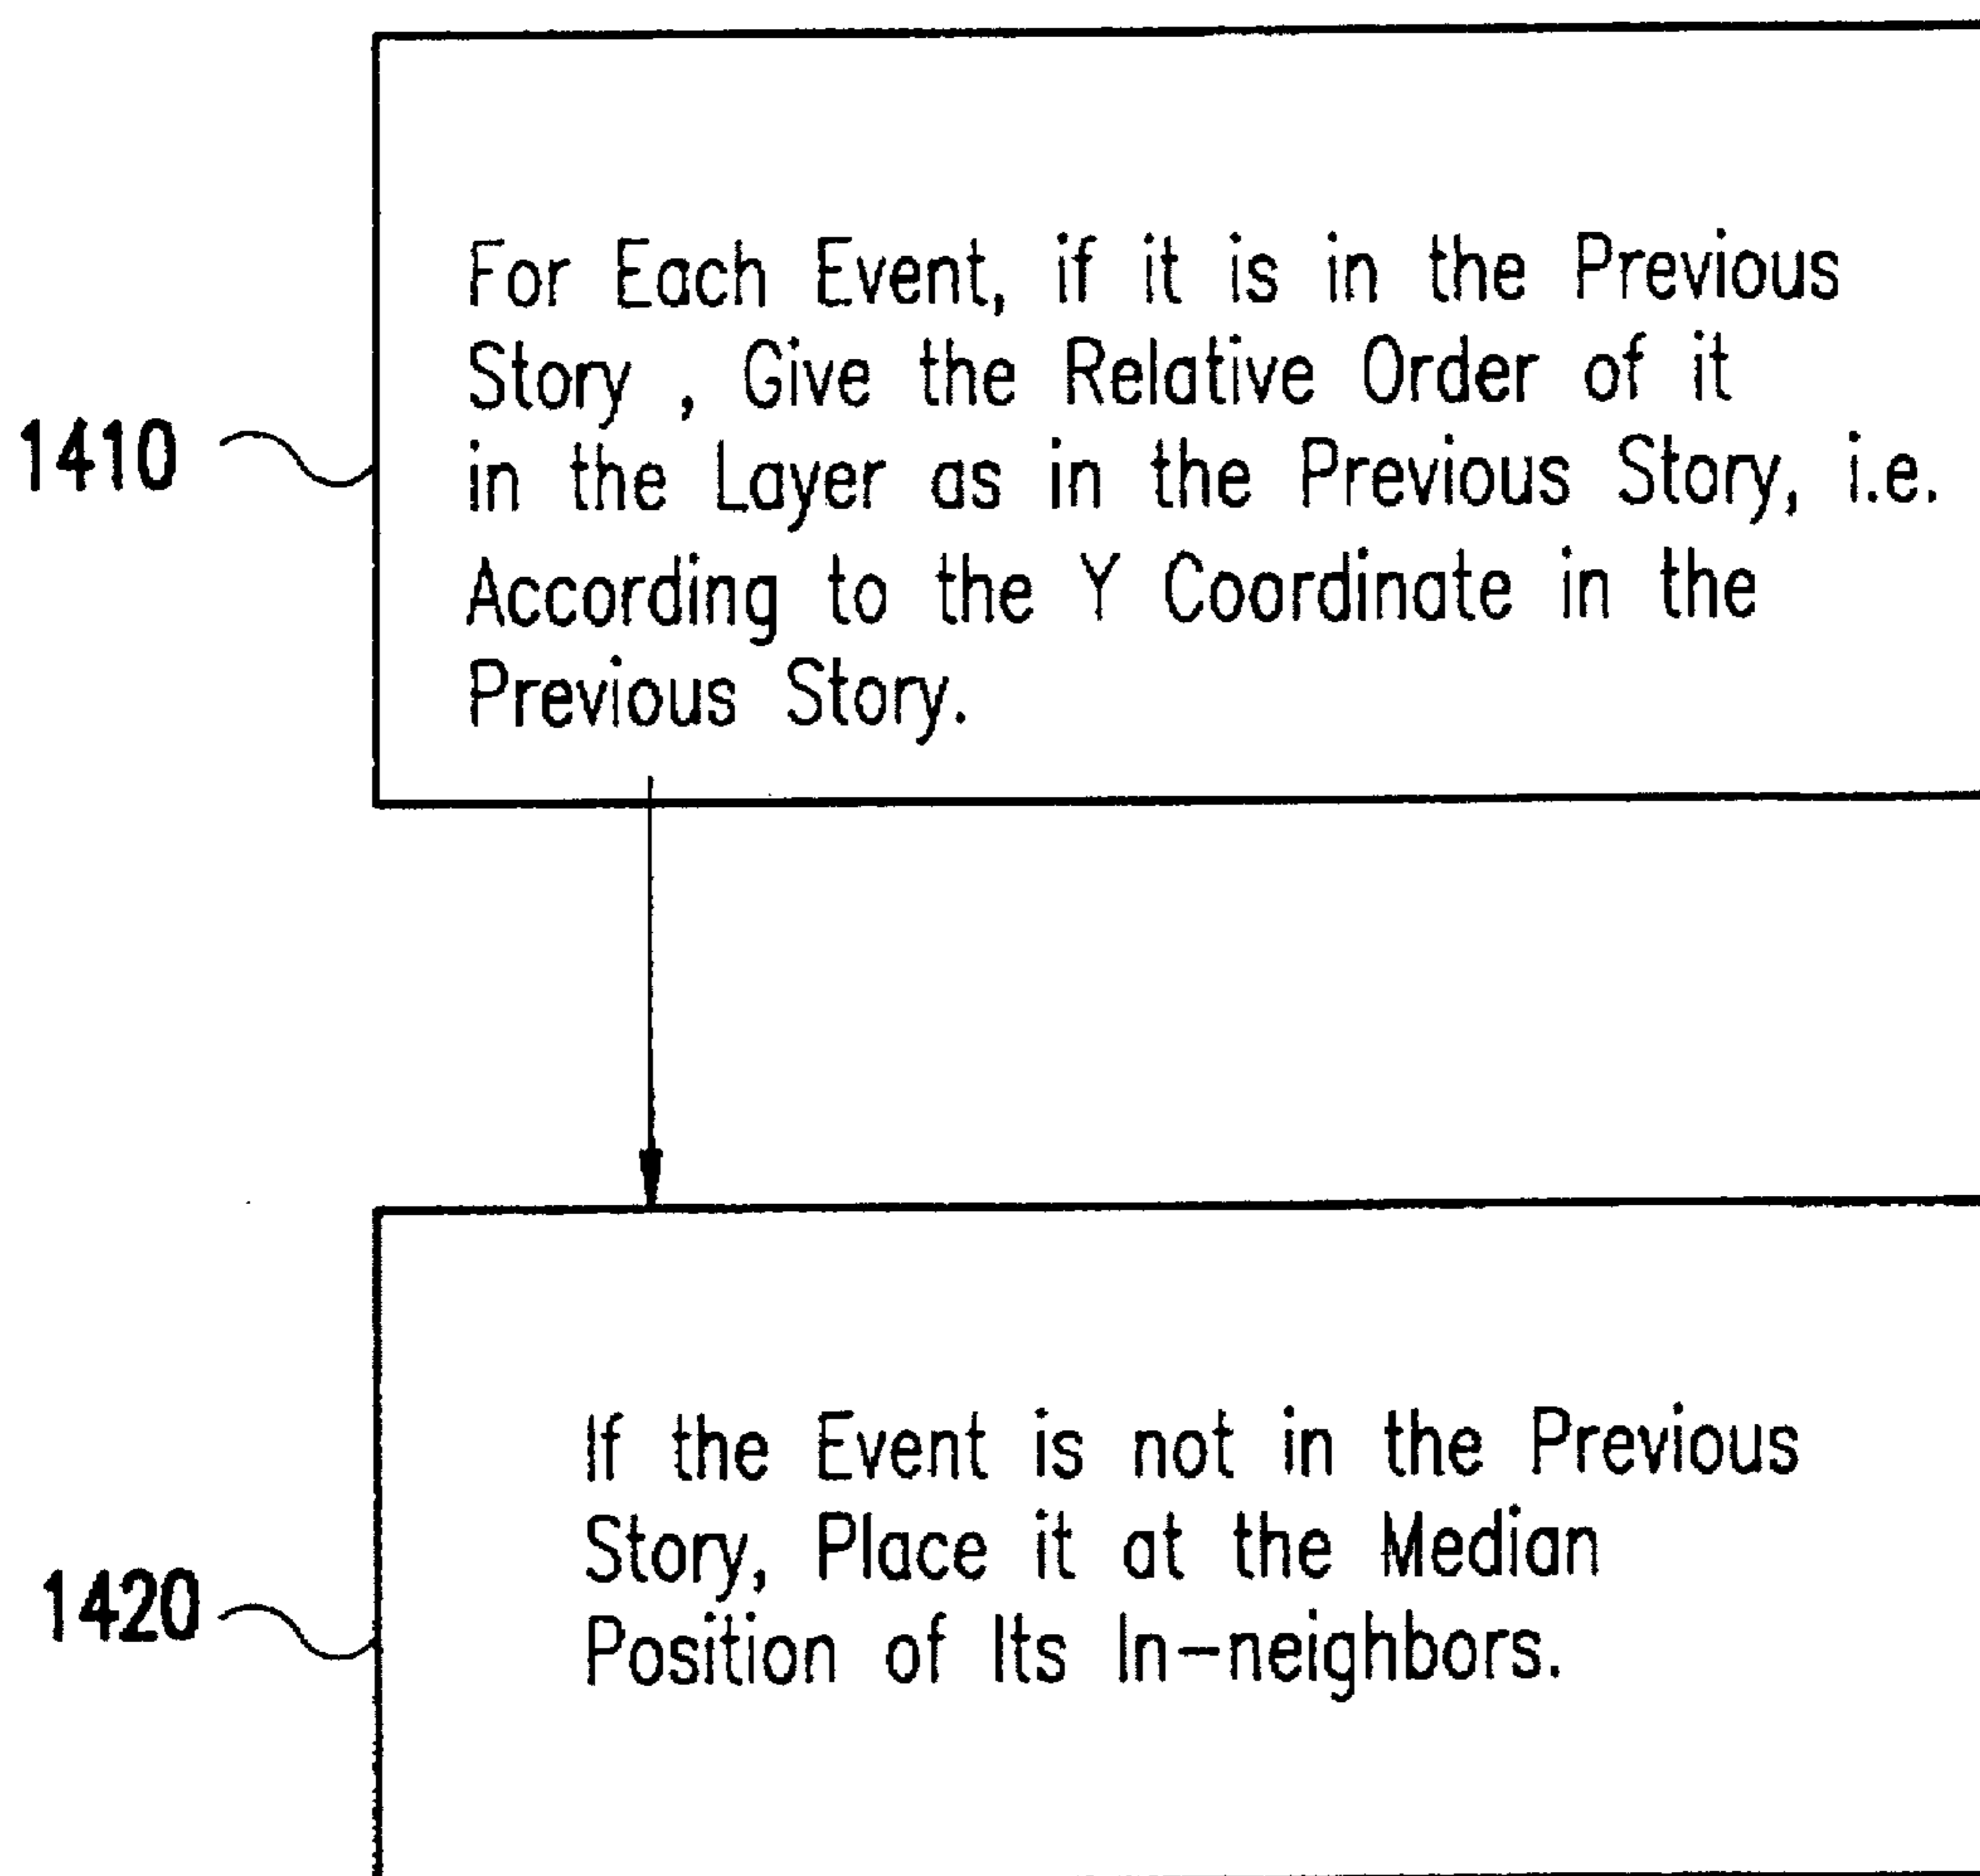 For Each Event, if it is in the Previous
Story , Give the Relative Order of it
in the Layer as in the Previous Story, i.e.
According to the Y Coordinate in the
Previous Story.
1410
If the Event is not in the Previous
Story, Place it at the Median
Position of Its In-neighbors.
1420